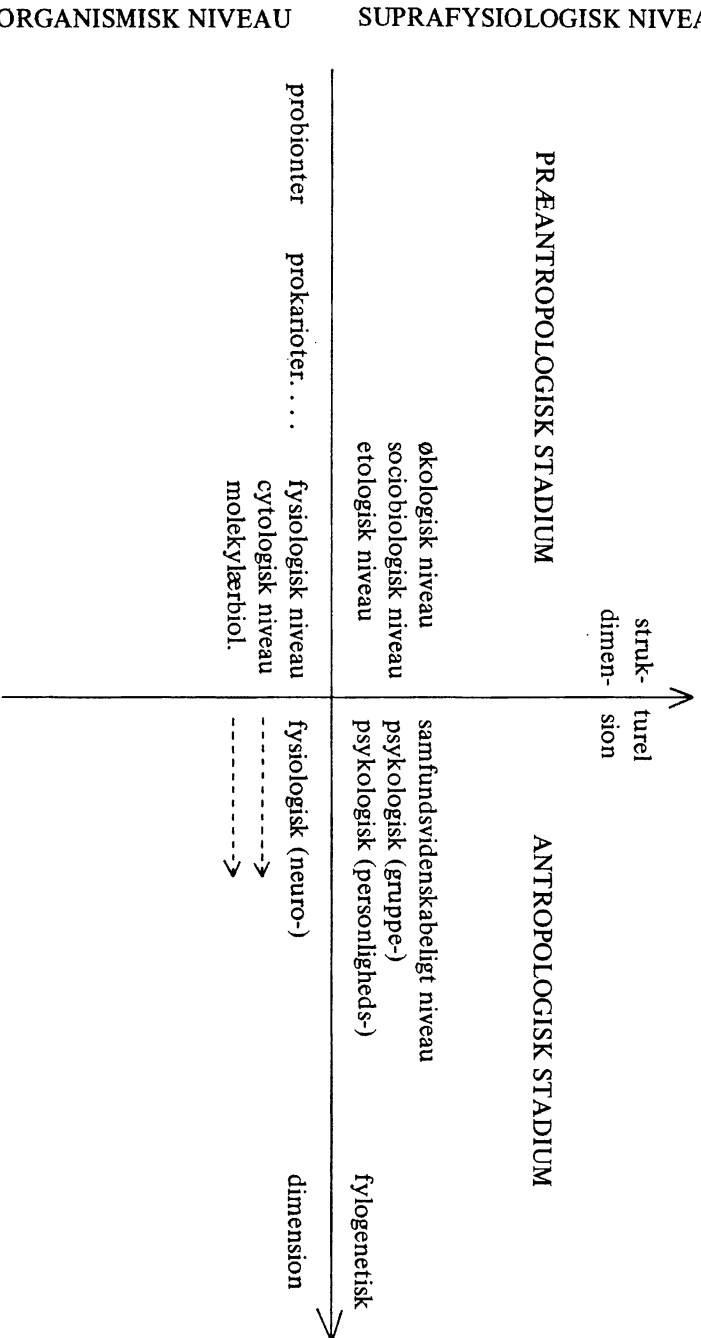 ORGANISMISK NIVEAU
SUPRAFYSIOLOGISK NIVEA
PRÆANTROPOLOGISK STADIUM
ANTROPOLOGISK STADIUM
struk- turel
dimen- sion
økologisk niveau
sociobiologisk niveau
etologisk niveau
samfundsvidenskabeligt niveau
psykologisk (gruppe-)
psykologisk (personligheds-)
fylogenetisk
dimension
probionter
prokarioter. . . .
fysiologisk niveau
cytologisk niveau
molekylærbiol.
fysiologisk (neuro-)